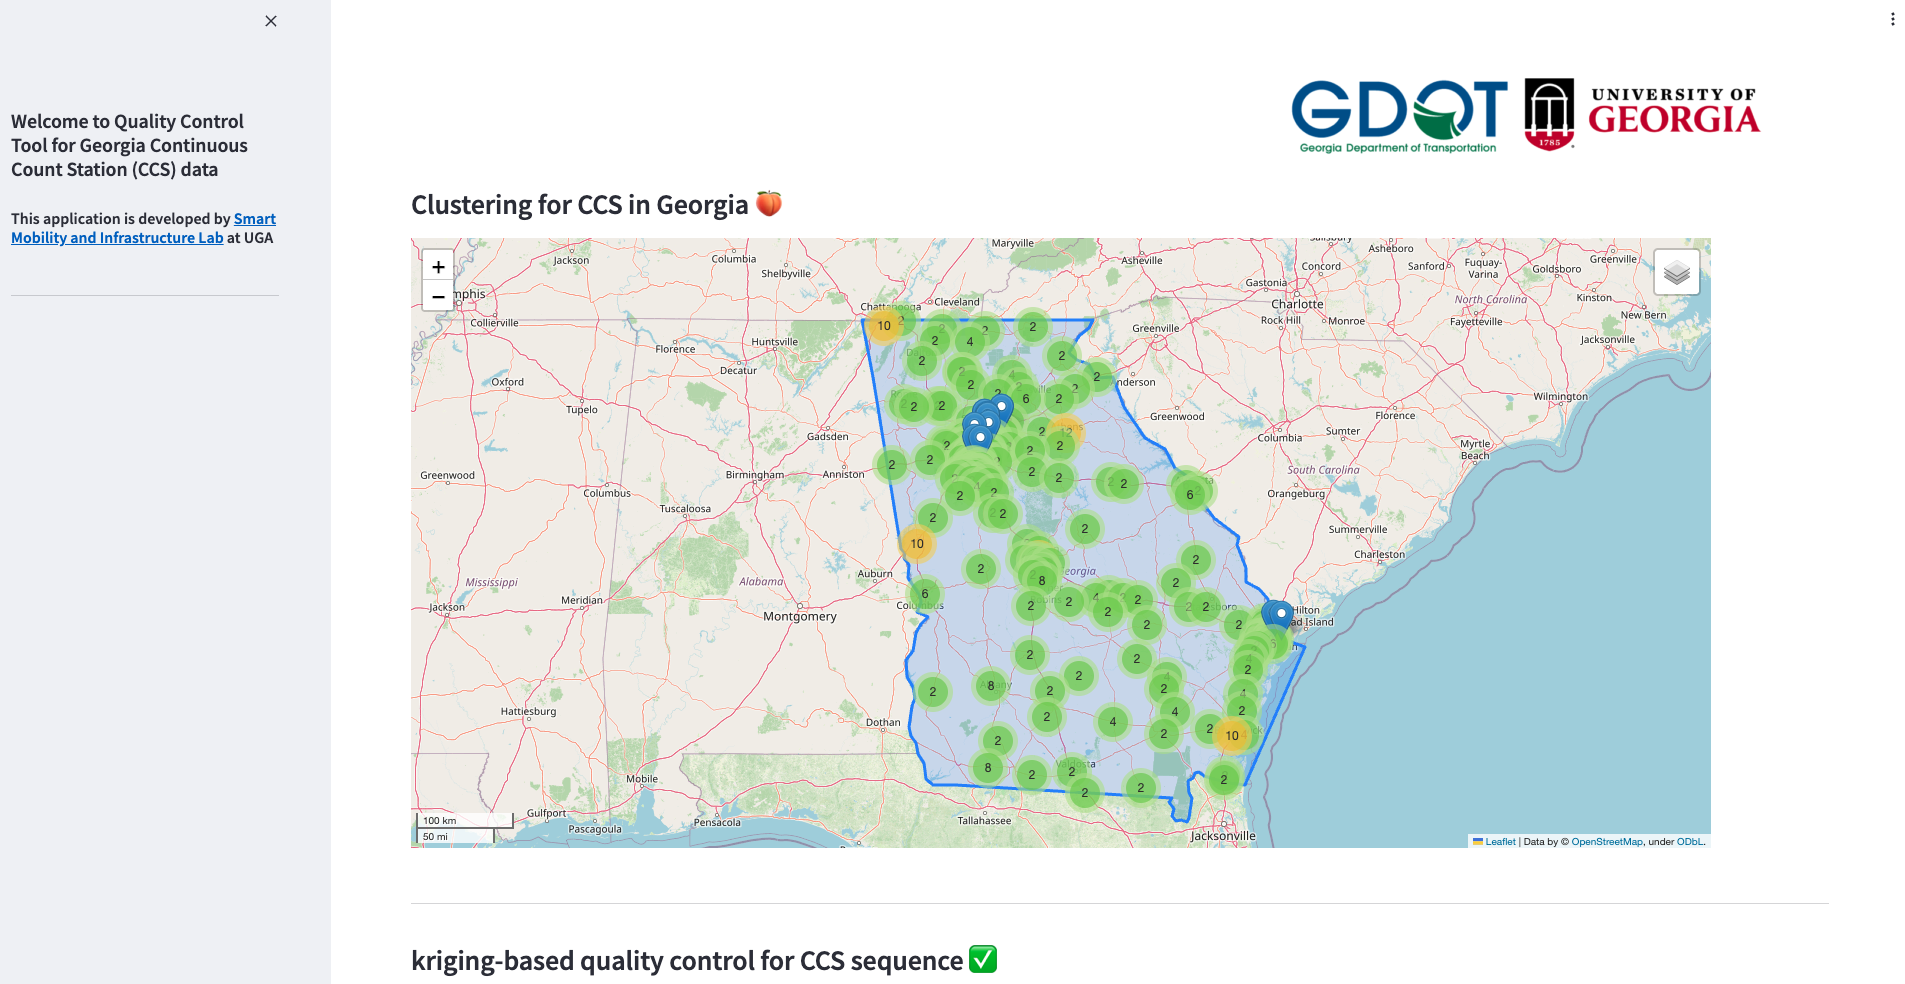 Welcome to Quality Control
Tool for Georgia Continuous
Count Station (CCS) data
This application is developed by Smart
Mobility and Infrastructure Lab at UGA
GDOT
Georgia Department of Transportation
1785
UNIVERSITY OF
GEORGIA
Clustering for CCS in Georgia
+
−
Maryville
Salisbury
Asheboro
Jackson
Columbia
Shelbyville
Asheville
Concord
Sanford
Fuquay-
Varina
Goldsboro
Greenville
Gastonia
Charlotte
North Carolina
Kinston
New Bern
Collierville
Chattanooga
Cleveland
Rock Hill
Monroe
Fayetteville
Jacksonville
Florence
Huntsville
Decatur
Greenville
Oxford
Tupelo
Anderson
Greenwood
Florence
Wilmington
Gadsden
Columbia
Sumter
Myrtle
Beach
Greenwood
Columbus
Birmingham
Anniston
South Carolina
Orangeburg
Tuscaloosa
Summerville
Charleston
Mississippi
Alabama
Auburn
Jackson
Meridian
Montgomery
Columbus
Hilton
ad Island
Hattiesburg
Dothan
Albany
Valdosta
Mobile
Gulfport
Pascagoula
Pensacola
Tallahassee
Jacksonville
10
2
2
4
2
2
2
2
2
2
2
6
2
2
2
2
2
12
2
2
2
2
2
2
2
6
2
2
2
2
10
2
2
8
2
2
6
2
2
4
2
2
2
2
2
2
2
2
2
2
8
2
2
2
4
4
2
2
2
10
2
8
2
2
2
2
2
100 km
50 mi
Leaflet | Data by © OpenStreetMap, under ODbL.
kriging-based quality control for CCS sequence